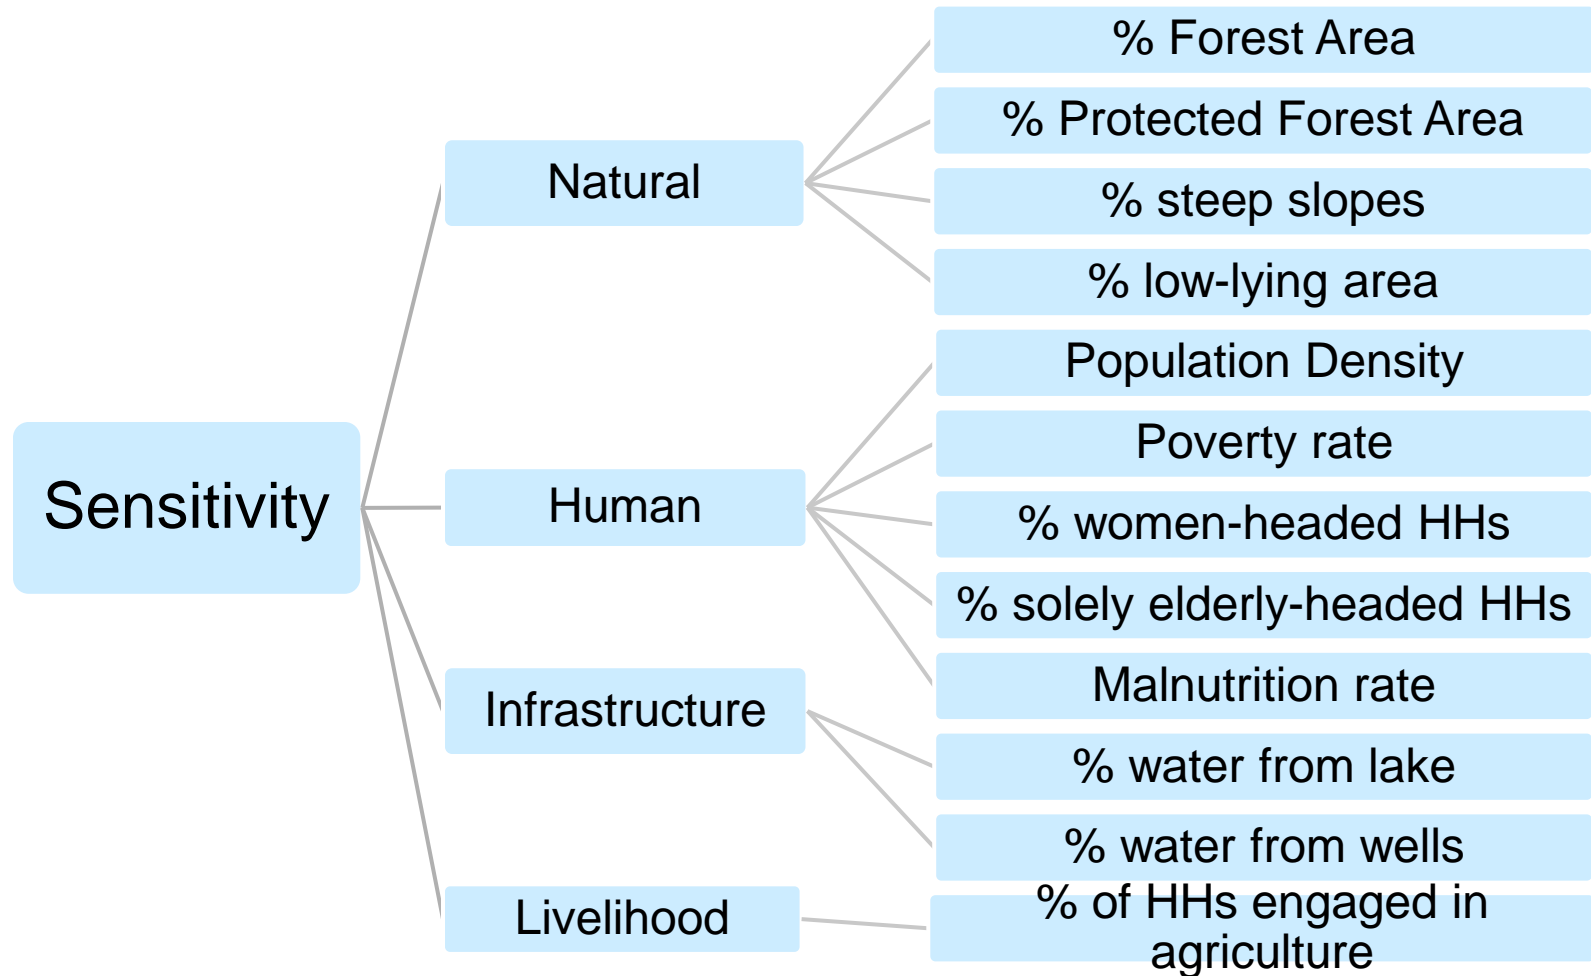 Sensitivity
Natural
% Forest Area
% Protected Forest Area
% steep slopes
% low-lying area
Human
Population Density
Poverty rate
% women-headed HHs
% solely elderly-headed HHs
Malnutrition rate
Infrastructure
% water from lake
% water from wells
Livelihood
% of HHs engaged in
agriculture